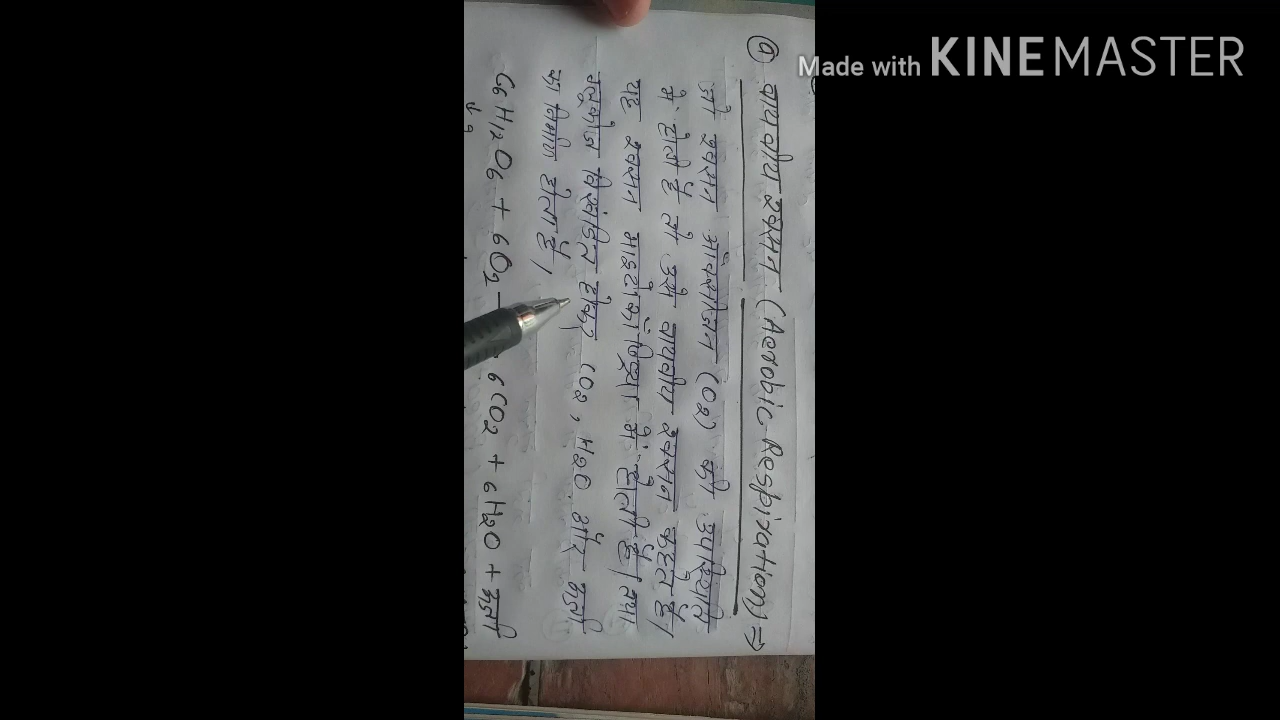 Made with KINEMASTER
ⓐ वायवीय श्वसन (Aerobic Respiration) ⇒
जो श्वसन ऑक्सीजन (O2) की उपस्थिति
में होती है तो उसे वायवीय श्वसन कहते है।
यह श्वसन माइटोकॉण्ड्रिया में होती है। तथा
ग्लूकोज विखंडित होकर CO2, H2O और ऊर्जा
का निर्माण होता है।
C6H12O6 + 6O2 6CO2 + 6H2O + ऊर्जा